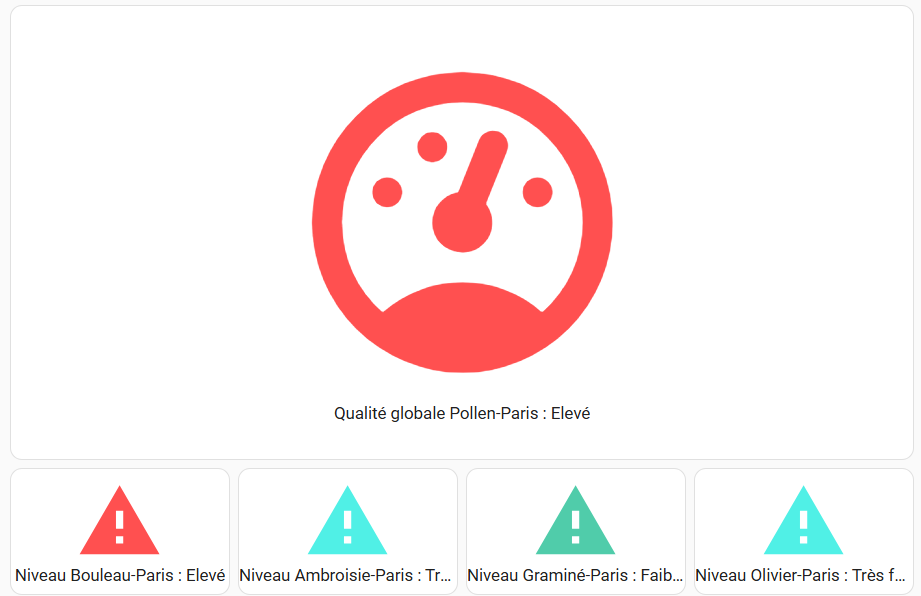 Qualité globale Pollen-Paris : Elevé
Niveau Bouleau-Paris : Elevé
Niveau Ambroisie-Paris : Tr...
Niveau Graminé-Paris : Faib...
Niveau Olivier-Paris : Très f...